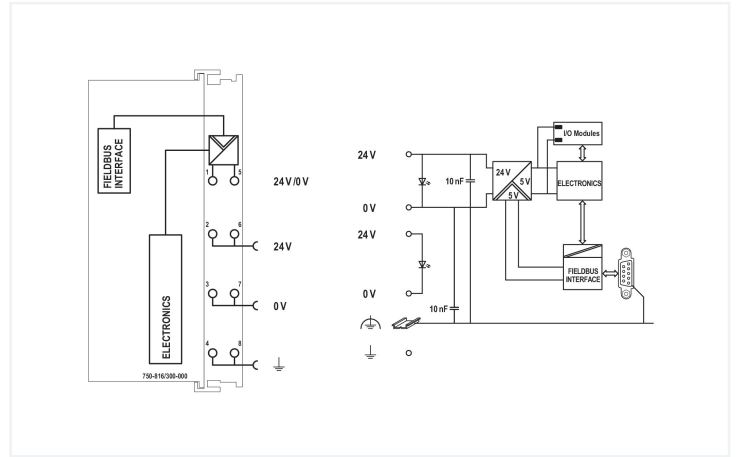 FIELDBUS
INTERFACE
1 5
24 V /0 V
2 6
24 V
3 7
0 V
ELECTRONICS
4 8
750-816/300-000
24 V
10 nF
0 V
24 V
0 V
10 nF
24 V
5 V
5 V
I/O Modules
ELECTRONICS
FIELDBUS
INTERFACE